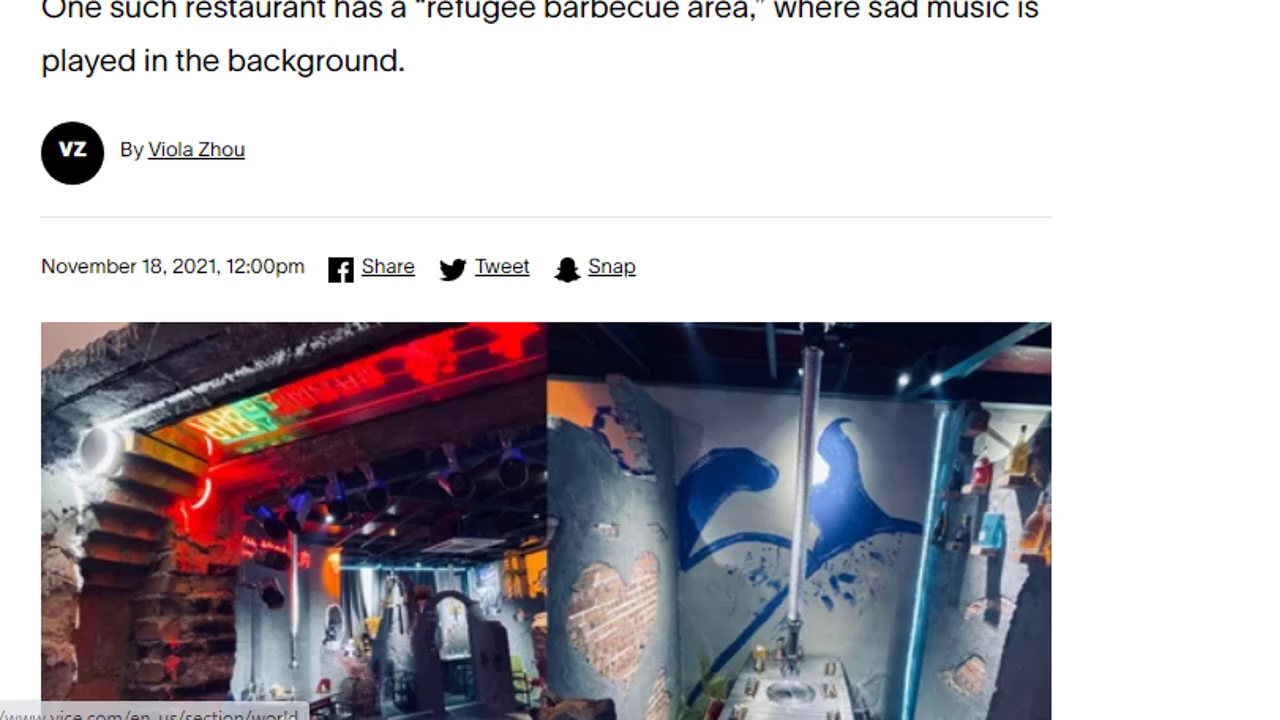 One such restaurant has a “refugee barbecue area,” where sad music is
played in the background.
VZ
By Viola Zhou
November 18, 2021, 12:00pm Share Tweet Snap
/www.vice.com/en_us/section/world